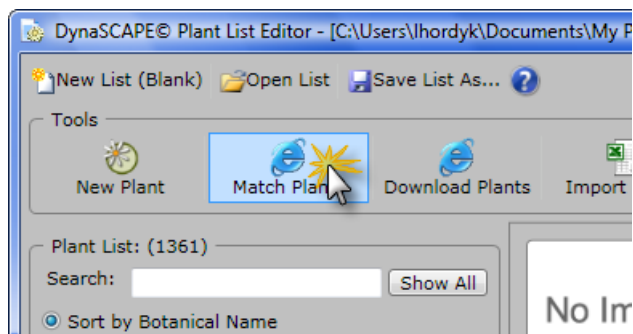 DynaSCAPE© Plant List Editor - [C:\Users\lhordyk\Documents\My P
New List (Blank) Open List Save List As...
Tools
New Plant Match Plan Download Plants Import
Plant List: (1361)
Search: Show All
Sort by Botanical Name
No Im